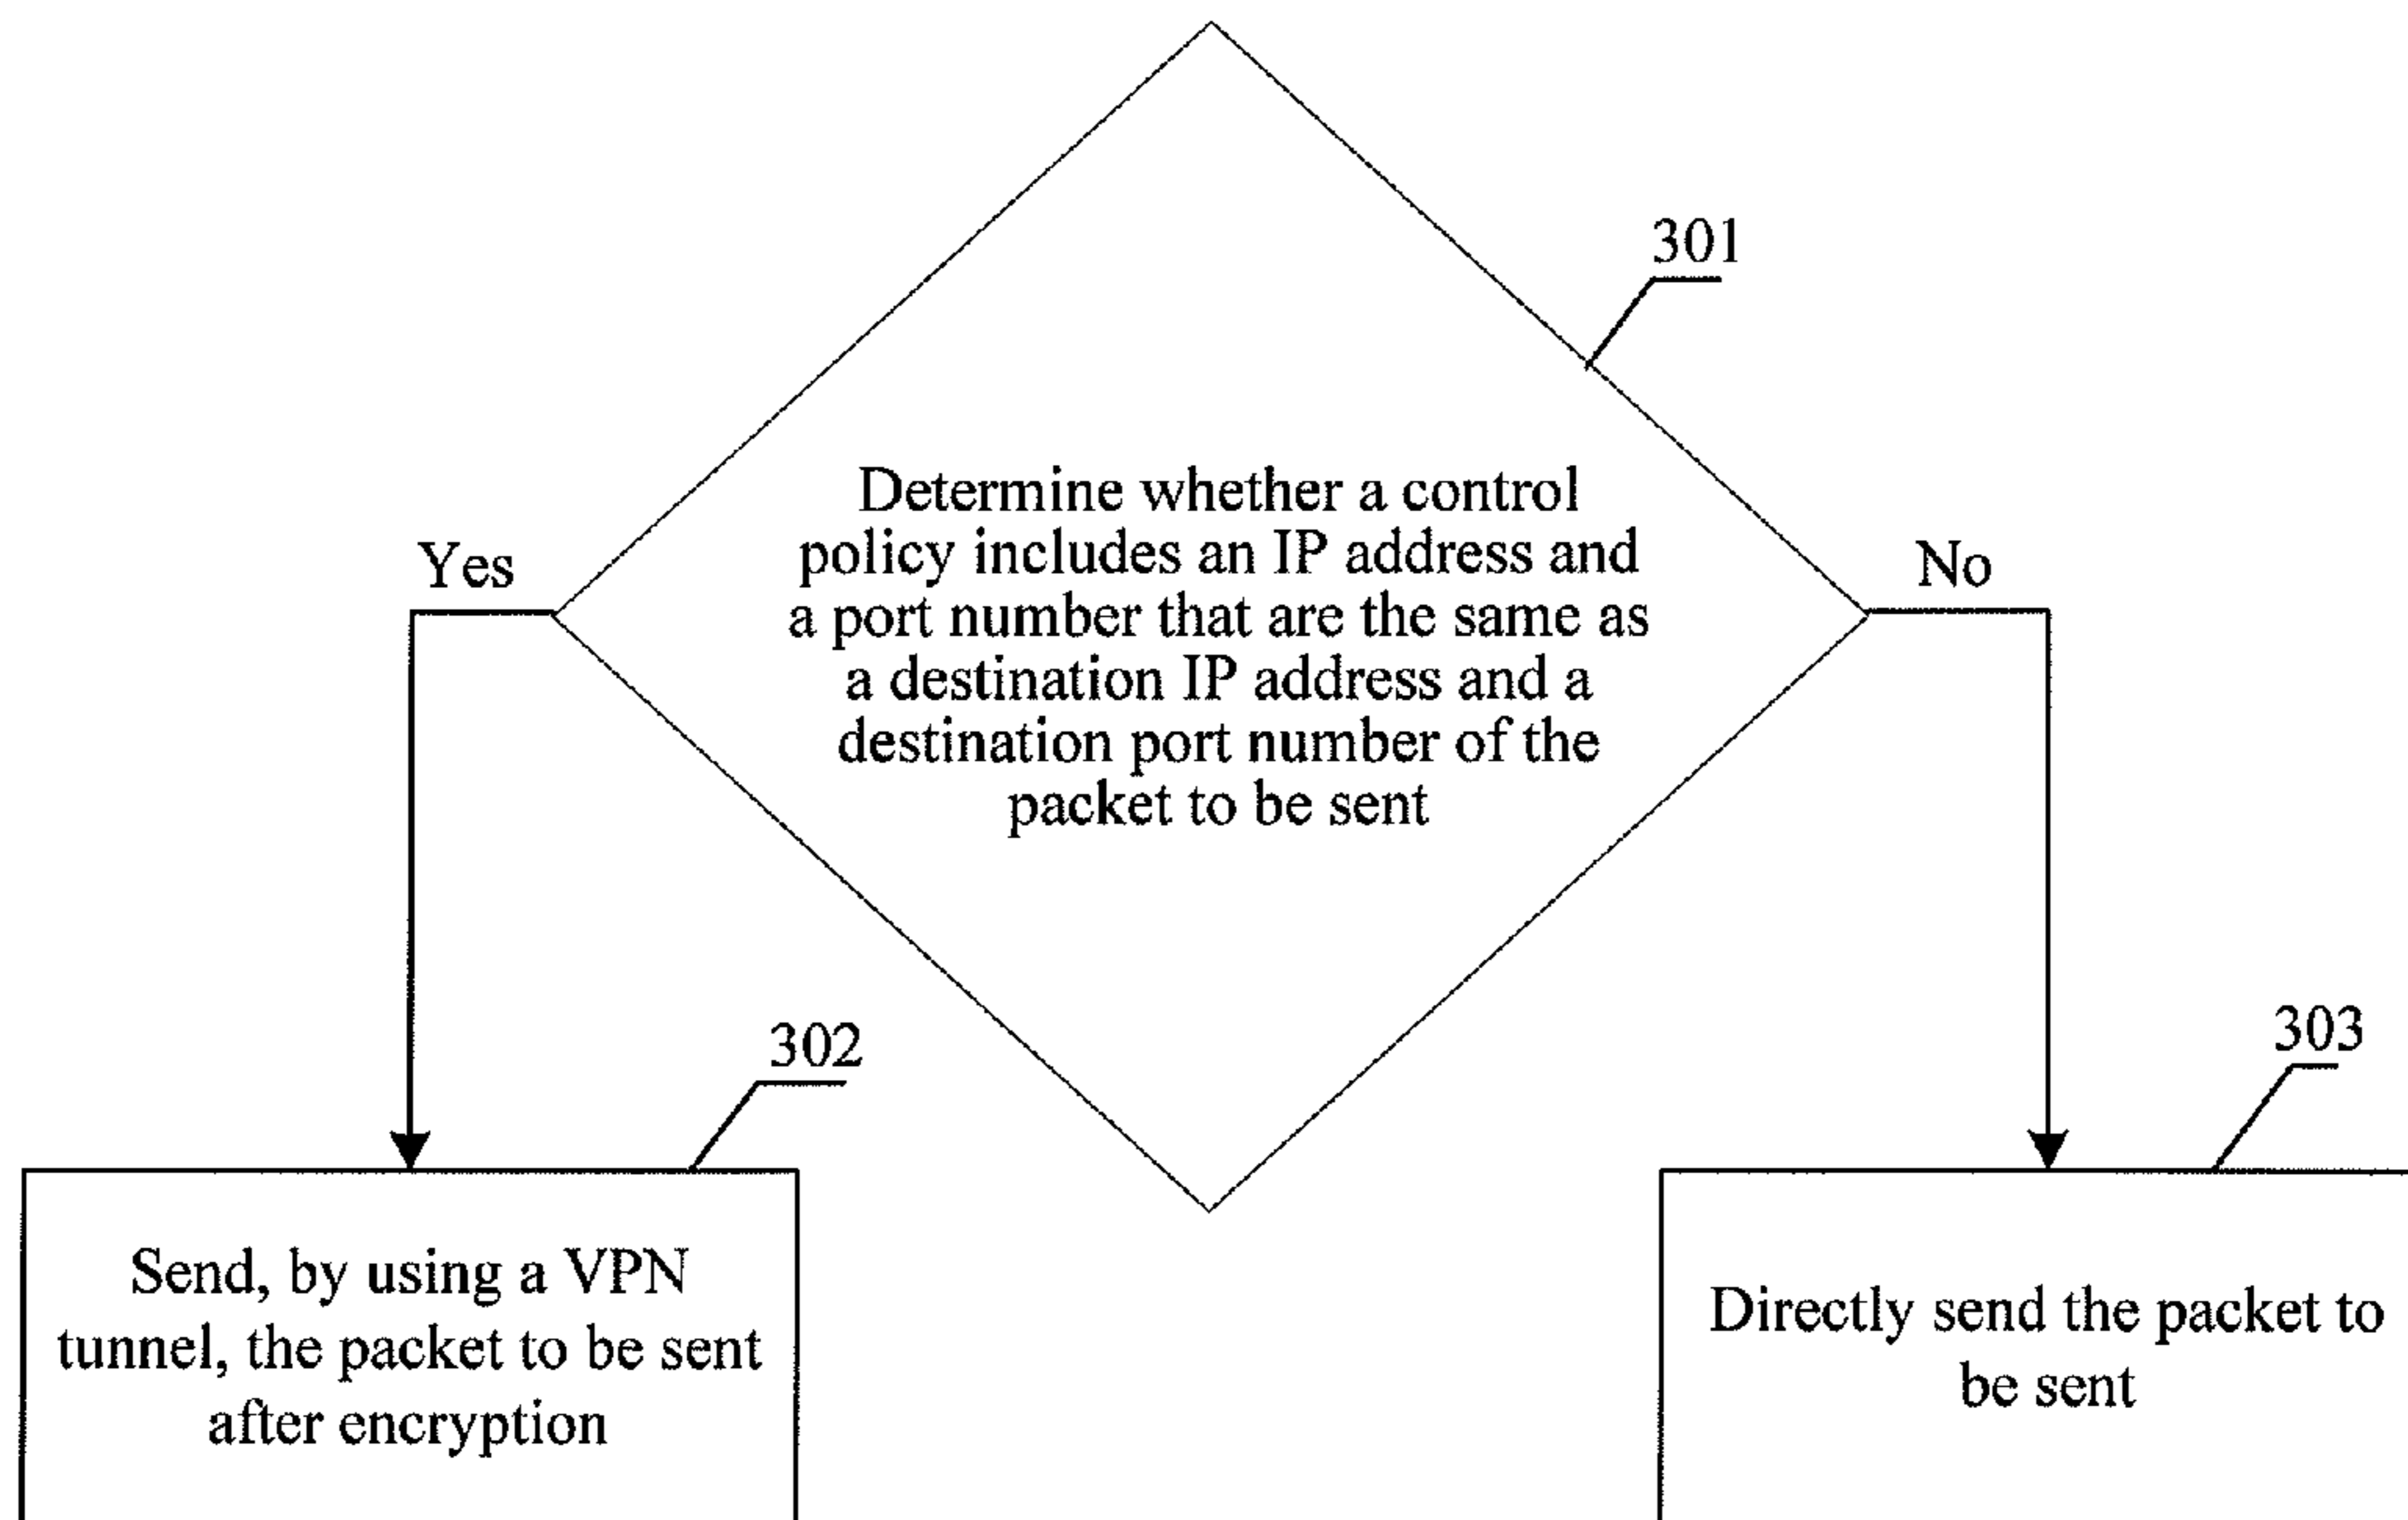 301
Determine whether a control
policy includes an IP address and
a port number that are the same as
a destination IP address and a
destination port number of the
packet to be sent
Yes
No
302
Send, by using a VPN
tunnel, the packet to be sent
after encryption
303
Directly send the packet to
be sent